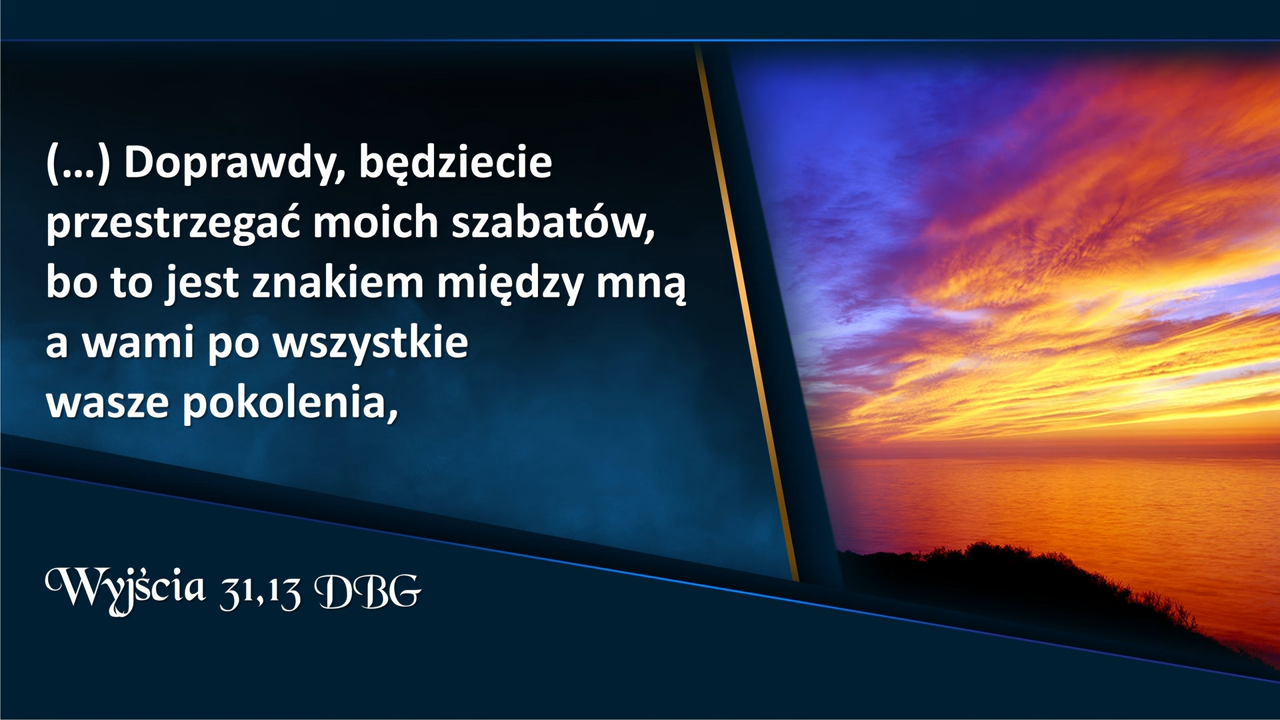 (...) Doprawdy, będziecie
przestrzegać moich szabatów,
bo to jest znakiem między mną
a wami po wszystkie
wasze pokolenia,
Wyjścia 31,13 DBG